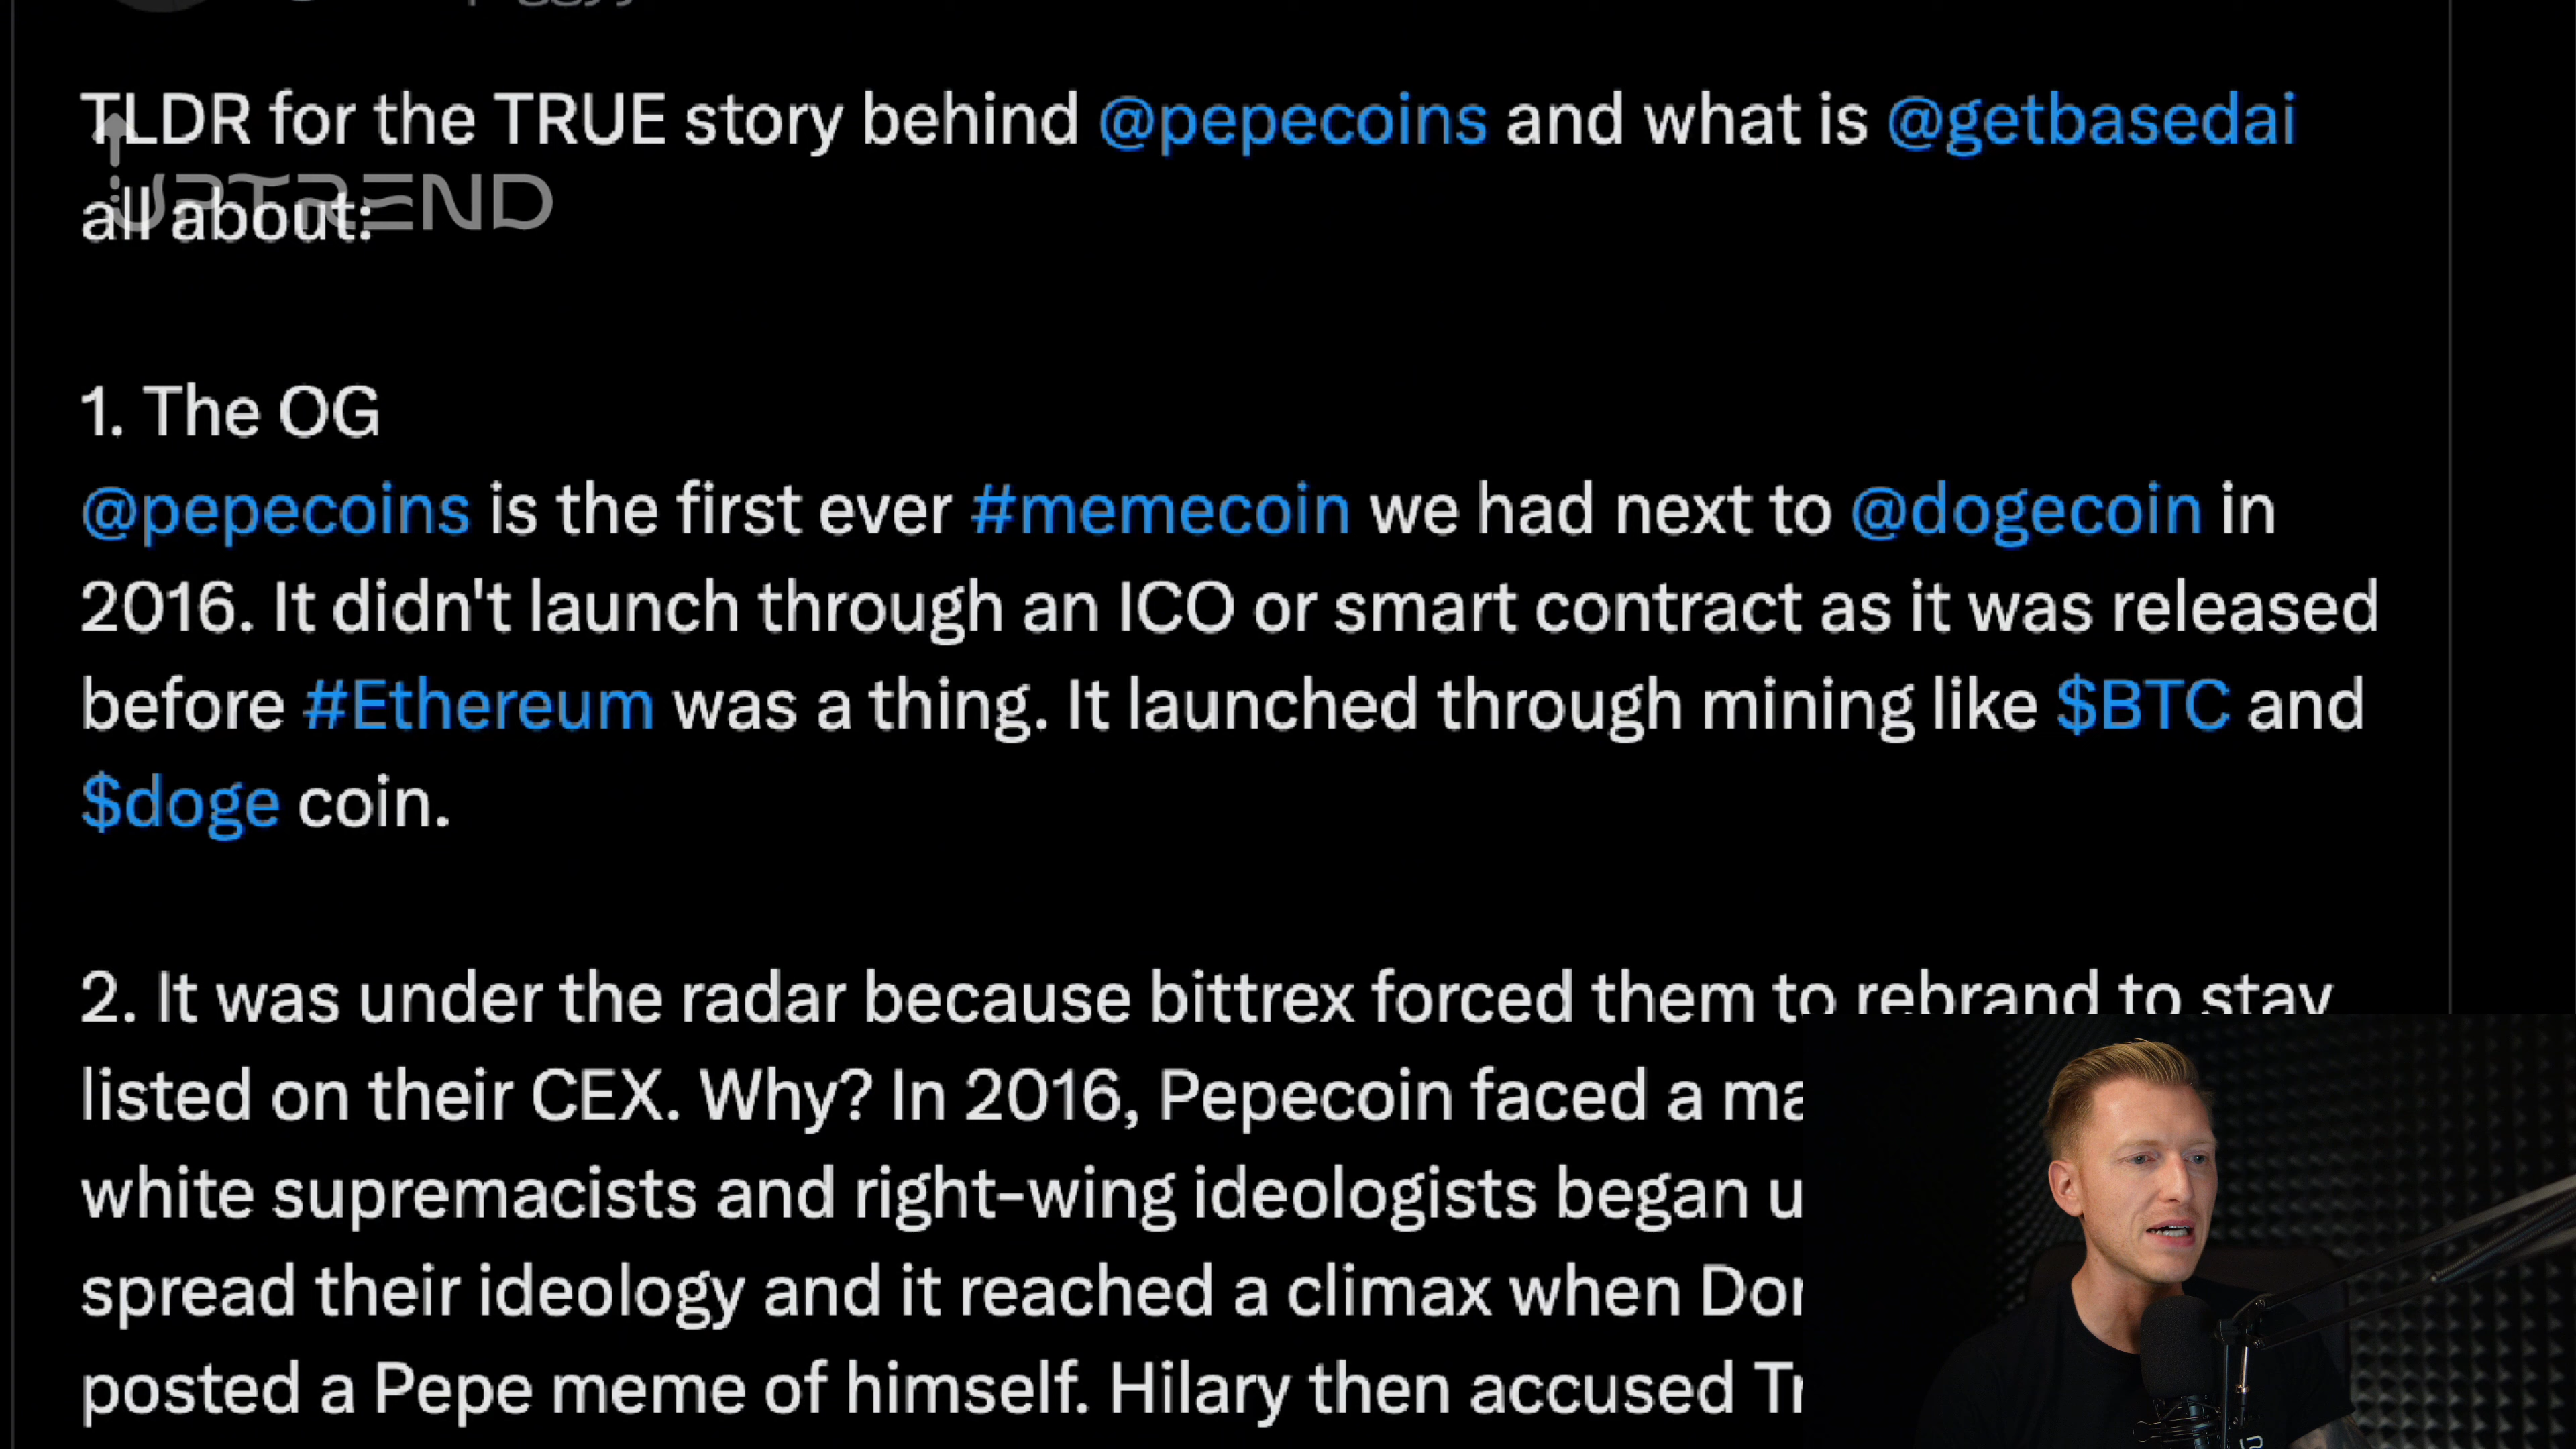 TLDR for the TRUE story behind @pepecoins and what is @getbasedai
all about:
UPTREND
1. The OG
@pepecoins is the first ever #memecoin we had next to @dogecoin in
2016. It didn't launch through an ICO or smart contract as it was released
before #Ethereum was a thing. It launched through mining like $BTC and
$doge coin.
2. It was under the radar because bittrex forced them to rebrand to stay
listed on their CEX. Why? In 2016, Pepecoin faced a
white supremacists and right-wing ideologists began
spread their ideology and it reached a climax when
posted a Pepe meme of himself. Hilary then accused